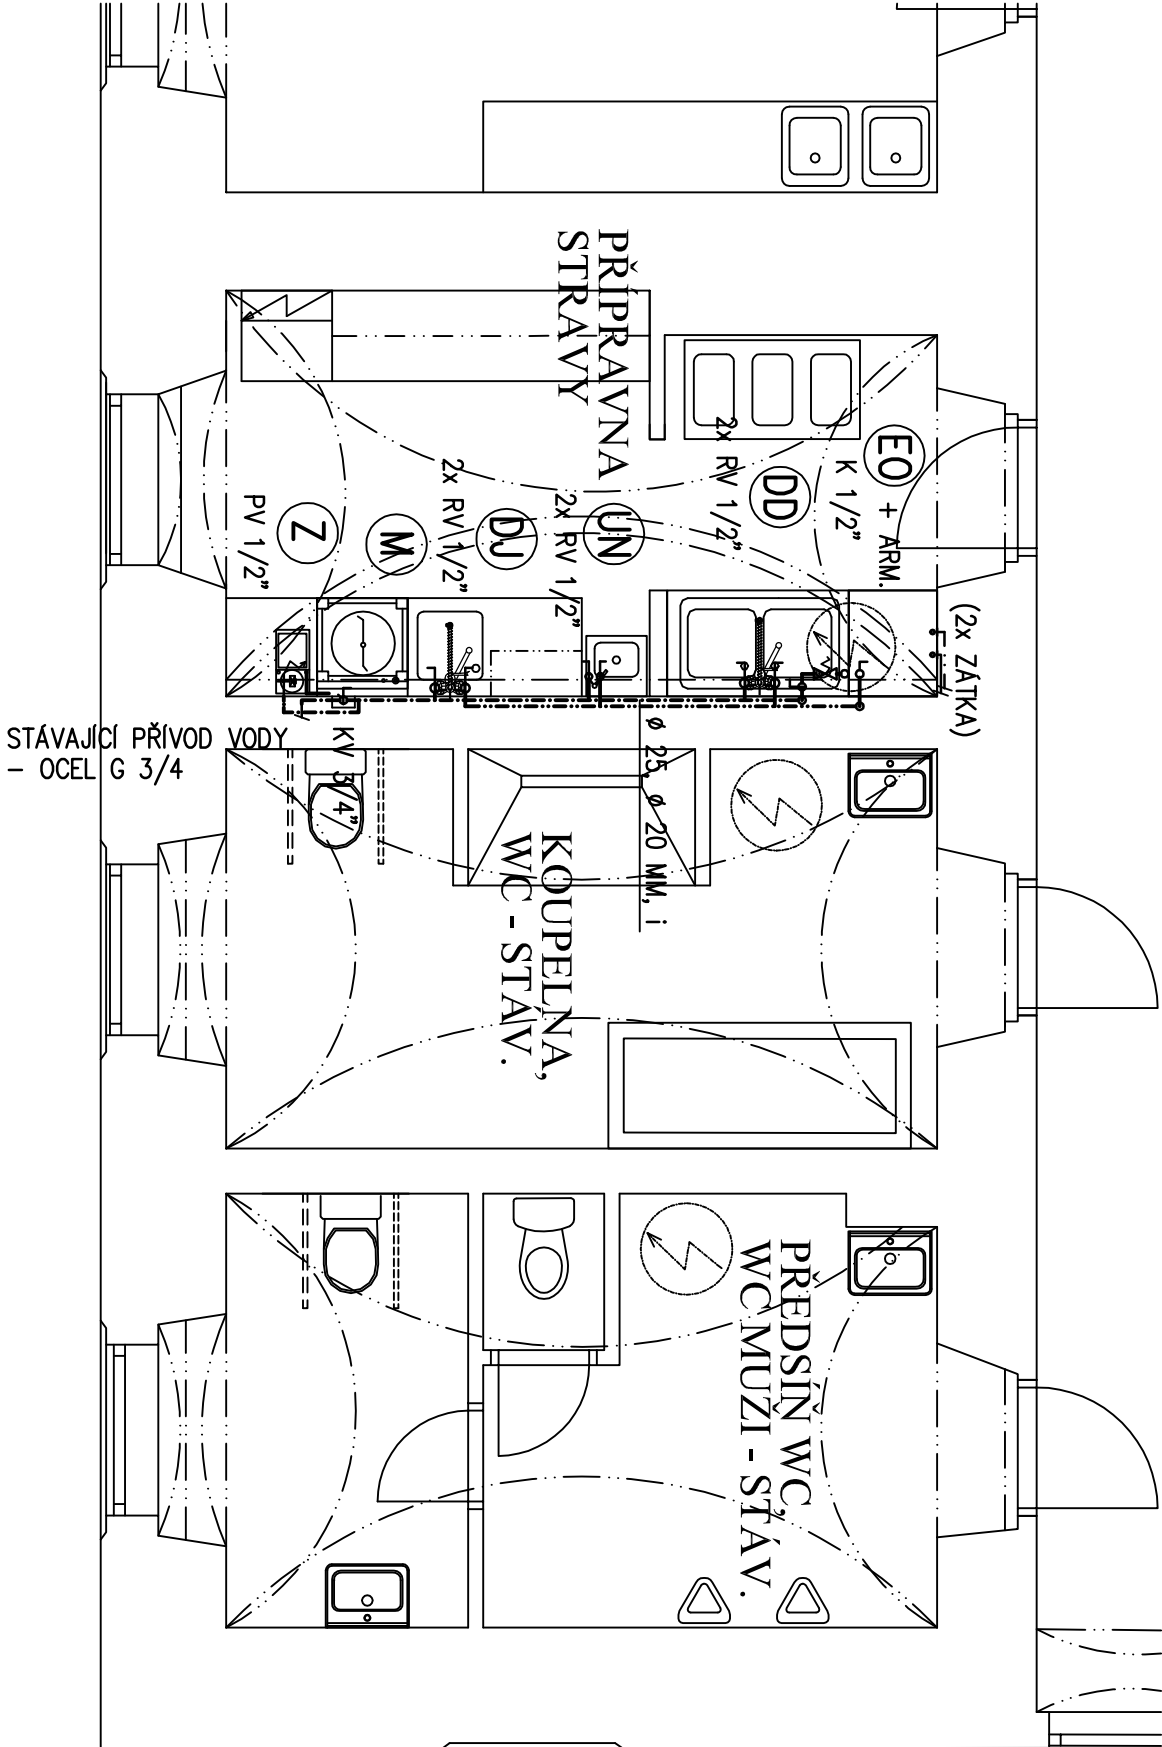 PŘÍPRAVNA
STRAVY
EO + ARM.
K 1/2"
DD
2x RV 1/2"
UN
2x RV 1/2"
DJ
2x RV 1/2"
M
Z
PV 1/2"
(2x ZÁTKA)
STÁVAJÍCÍ PŘÍVOD VODY
– OCEL G 3/4
KV 3/4"
ø 25, ø 20 MM, i
KOUPELNA,
WC - STÁV.
PŘEDSÍŇ WC,
WC MUŽI - STÁV.